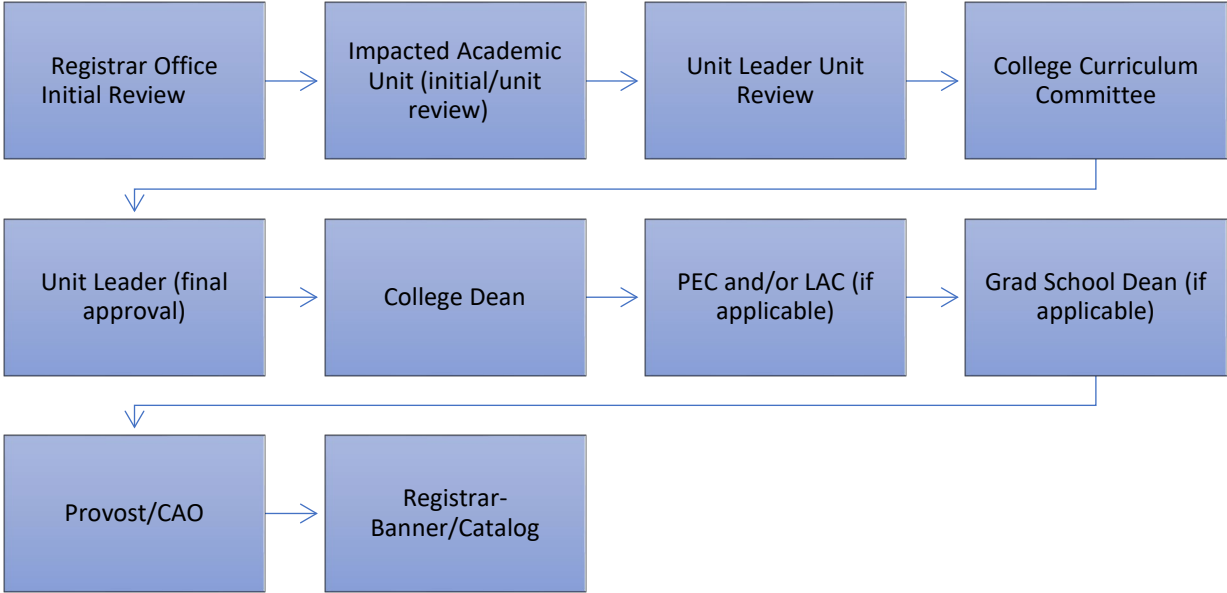 Registrar Office
Initial Review
Impacted Academic
Unit (initial/unit
review)
Unit Leader Unit
Review
College Curriculum
Committee
Unit Leader (final
approval)
College Dean
PEC and/or LAC (if
applicable)
Grad School Dean (if
applicable)
Provost/CAO
Registrar-
Banner/Catalog